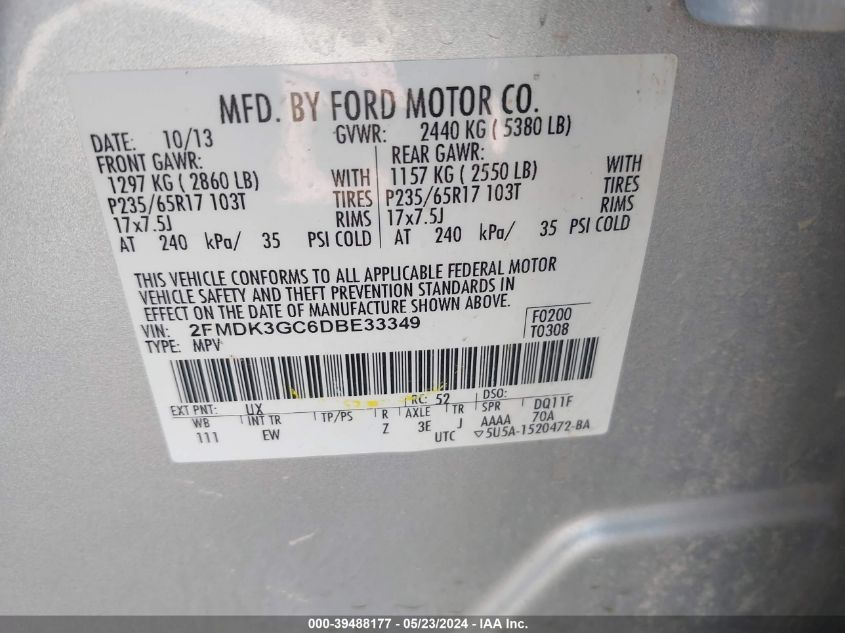 MFD. BY FORD MOTOR CO.
DATE: 10/13 GVWR: 2440 KG ( 5380 LB)
FRONT GAWR: REAR GAWR:
1297 KG ( 2860 LB) WITH 1157 KG ( 2550 LB) WITH
P235/65R17 103T TIRES P235/65R17 103T TIRES
17x7.5J RIMS 17x7.5J RIMS
AT 240 kPa/ 35 PSI COLD AT 240 kPa/ 35 PSI COLD
THIS VEHICLE CONFORMS TO ALL APPLICABLE FEDERAL MOTOR
VEHICLE SAFETY AND THEFT PREVENTION STANDARDS IN
EFFECT ON THE DATE OF MANUFACTURE SHOWN ABOVE.
VIN: 2FMDK3GC6DBE33349 F0200
TYPE: MPV T0308
EXT PNT: UX RC: 52 DSO: DQ11F
WB INT TR TP/PS R AXLE TR SPR 70A
111 EW Z 3E J AAAA
UTC ▽5U5A-1520472-BA
000-39488177 - 05/23/2024 - IAA Inc.